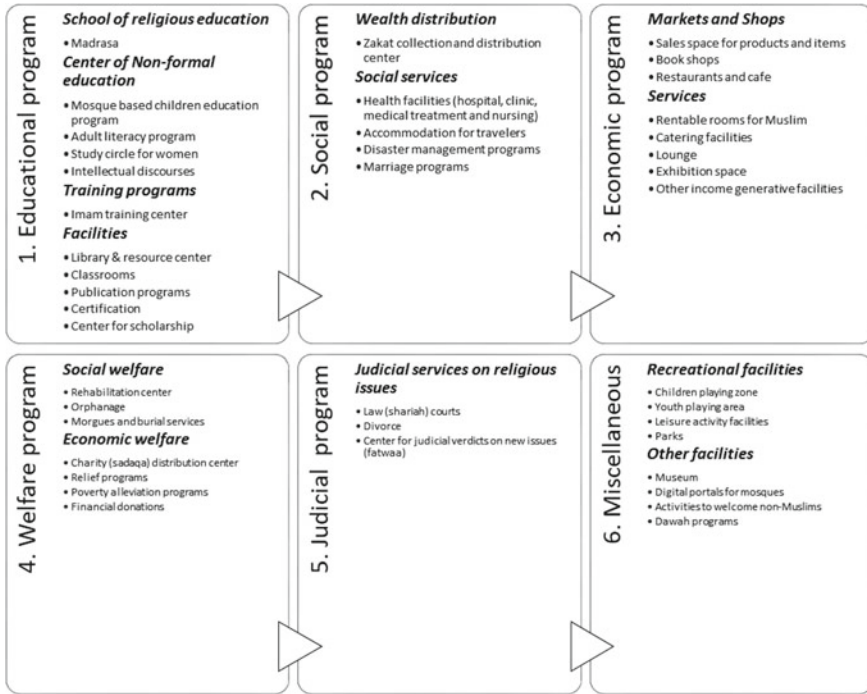 1. Educational program
School of religious education
• Madrasa
Center of Non-formal
education
• Mosque based children education
program
• Adult literacy program
• Study circle for women
• Intellectual discourses
Training programs
• Imam training center
Facilities
• Library & resource center
• Classrooms
• Publication programs
• Certification
• Center for scholarship
2. Social program
Wealth distribution
• Zakat collection and distribution
center
Social services
• Health facilities (hospital, clinic,
medical treatment and nursing)
• Accommodation for travelers
• Disaster management programs
• Marriage programs
3. Economic program
Markets and Shops
• Sales space for products and items
• Book shops
• Restaurants and cafe
Services
• Rentable rooms for Muslim
• Catering facilities
• Lounge
• Exhibition space
• Other income generative facilities
4. Welfare program
Social welfare
• Rehabilitation center
• Orphanage
• Morgues and burial services
Economic welfare
• Charity (sadaqa) distribution center
• Relief programs
• Poverty alleviation programs
• Financial donations
5. Judicial program
Judicial services on religious
issues
• Law (shariah) courts
• Divorce
• Center for judicial verdicts on new issues
(fatwaa)
6. Miscellaneous
Recreational facilities
• Children playing zone
• Youth playing area
• Leisure activity facilities
• Parks
Other facilities
• Museum
• Digital portals for mosques
• Activities to welcome non-Muslims
• Dawah programs